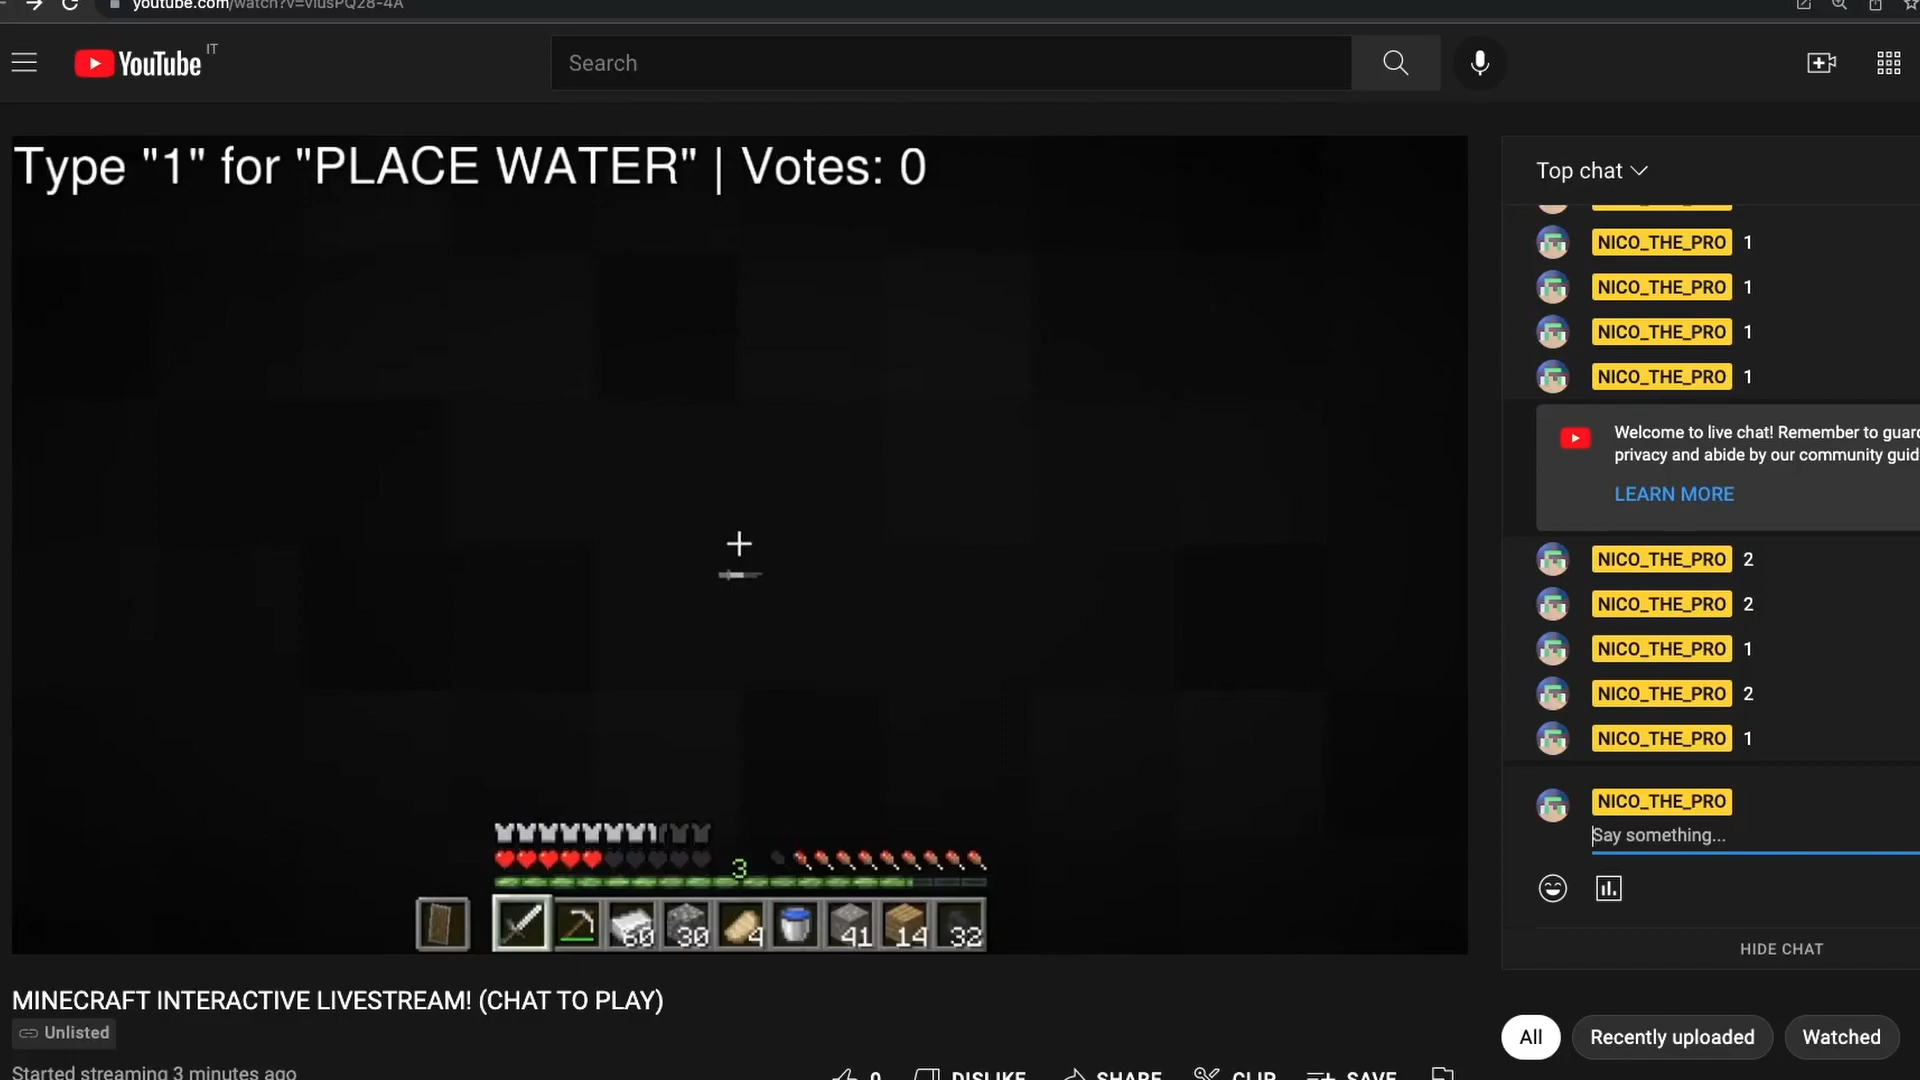 youtube.com/watch?v=viusPQ28-4A
YouTube IT
Search
Type "1" for "PLACE WATER" | Votes: 0
Top chat
NICO_THE_PRO 1
NICO_THE_PRO 1
NICO_THE_PRO 1
NICO_THE_PRO 1
Welcome to live chat! Remember to guard
privacy and abide by our community guid
LEARN MORE
NICO_THE_PRO 2
NICO_THE_PRO 2
NICO_THE_PRO 1
NICO_THE_PRO 2
NICO_THE_PRO 1
NICO_THE_PRO
Say something...
HIDE CHAT
3
60 30 4 41 14 32
MINECRAFT INTERACTIVE LIVESTREAM! (CHAT TO PLAY)
Unlisted
Started streaming 3 minutes ago
0 DISLIKE SHARE CLIP SAVE
All Recently uploaded Watched